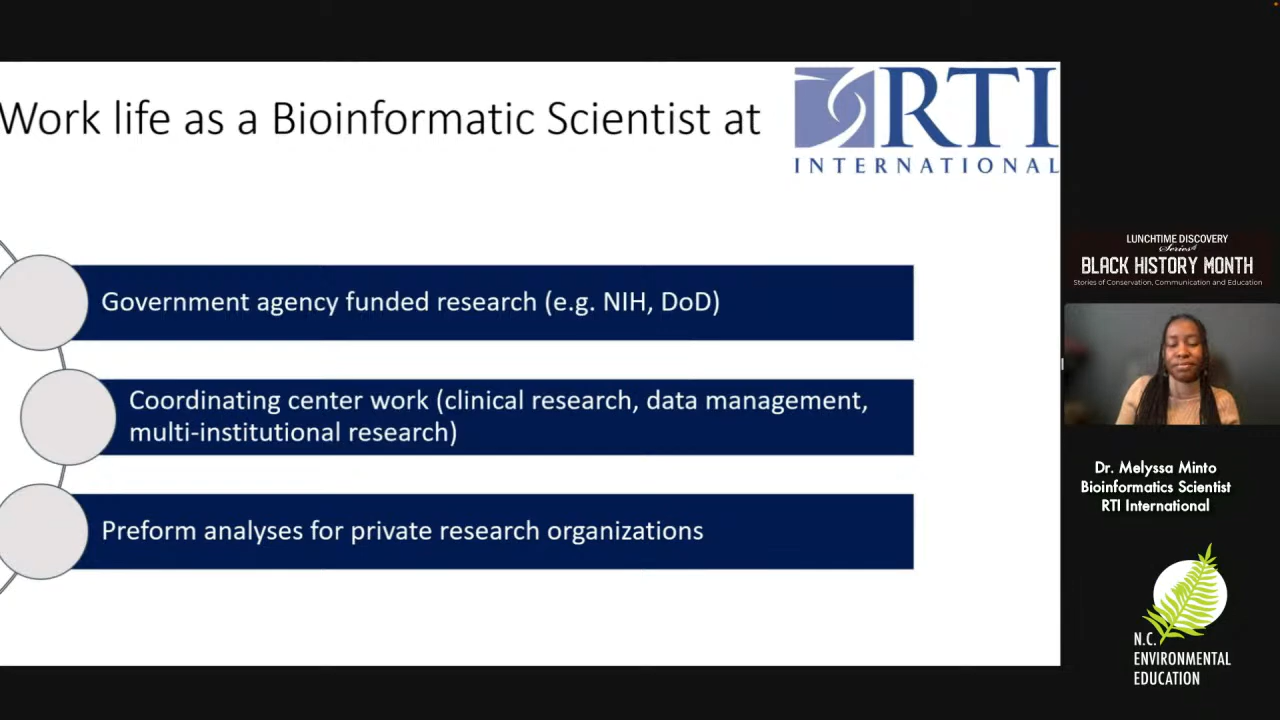 Work life as a Bioinformatic Scientist at
RTI
INTERNATIONAL
Government agency funded research (e.g. NIH, DoD)
Coordinating center work (clinical research, data management,
multi-institutional research)
Preform analyses for private research organizations
LUNCHTIME DISCOVERY
Series
BLACK HISTORY MONTH
Stories of Conservation, Communication and Education
Dr. Melyssa Minto
Bioinformatics Scientist
RTI International
N.C.
ENVIRONMENTAL
EDUCATION